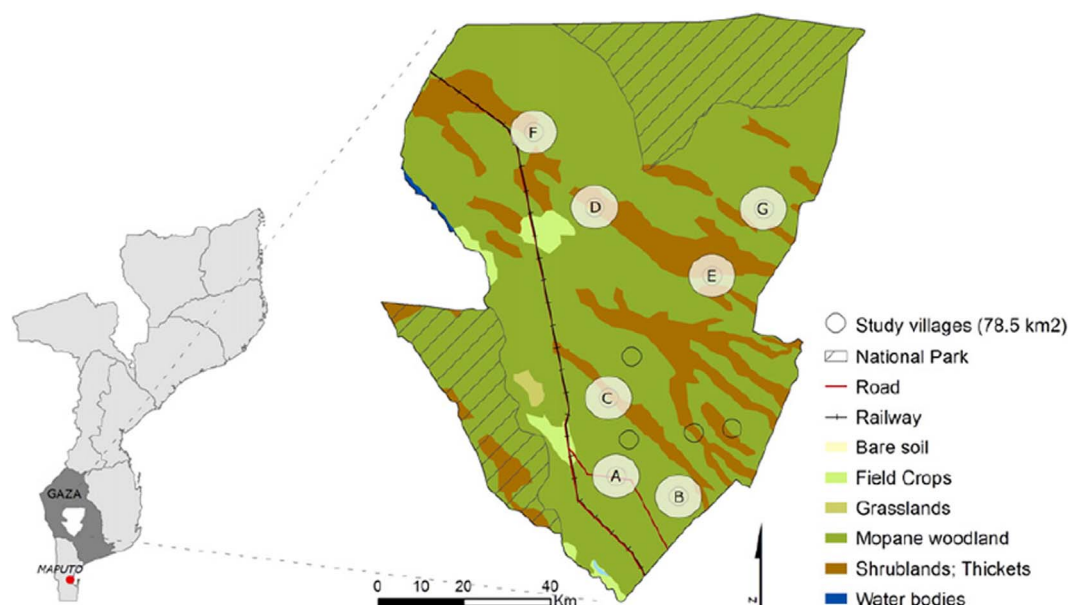 F
D
G
E
C
A
B
GAZA
MAPUTO
Study villages (78.5 km2)
National Park
Road
Railway
Bare soil
Field Crops
Grasslands
Mopane woodland
Shrublands; Thickets
Water bodies
0 10 20 40
Km
z